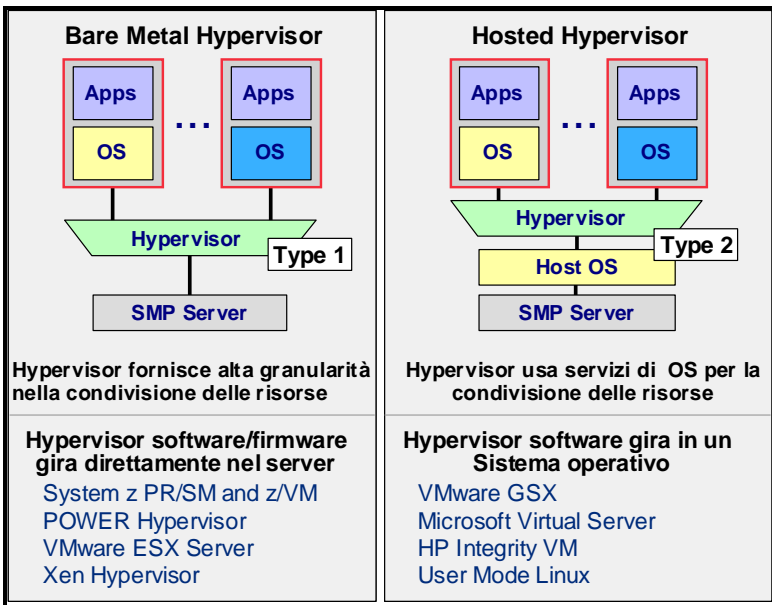 Bare Metal Hypervisor
Apps
Apps
...
OS
OS
Hypervisor
Type 1
SMP Server
Hypervisor fornisce alta granularità
nella condivisione delle risorse
Hypervisor software/firmware
gira direttamente nel server
System z PR/SM and z/VM
POWER Hypervisor
VMware ESX Server
Xen Hypervisor
Hosted Hypervisor
Apps
Apps
...
OS
OS
Hypervisor
Type 2
Host OS
SMP Server
Hypervisor usa servizi di OS per la
condivisione delle risorse
Hypervisor software gira in un
Sistema operativo
VMware GSX
Microsoft Virtual Server
HP Integrity VM
User Mode Linux